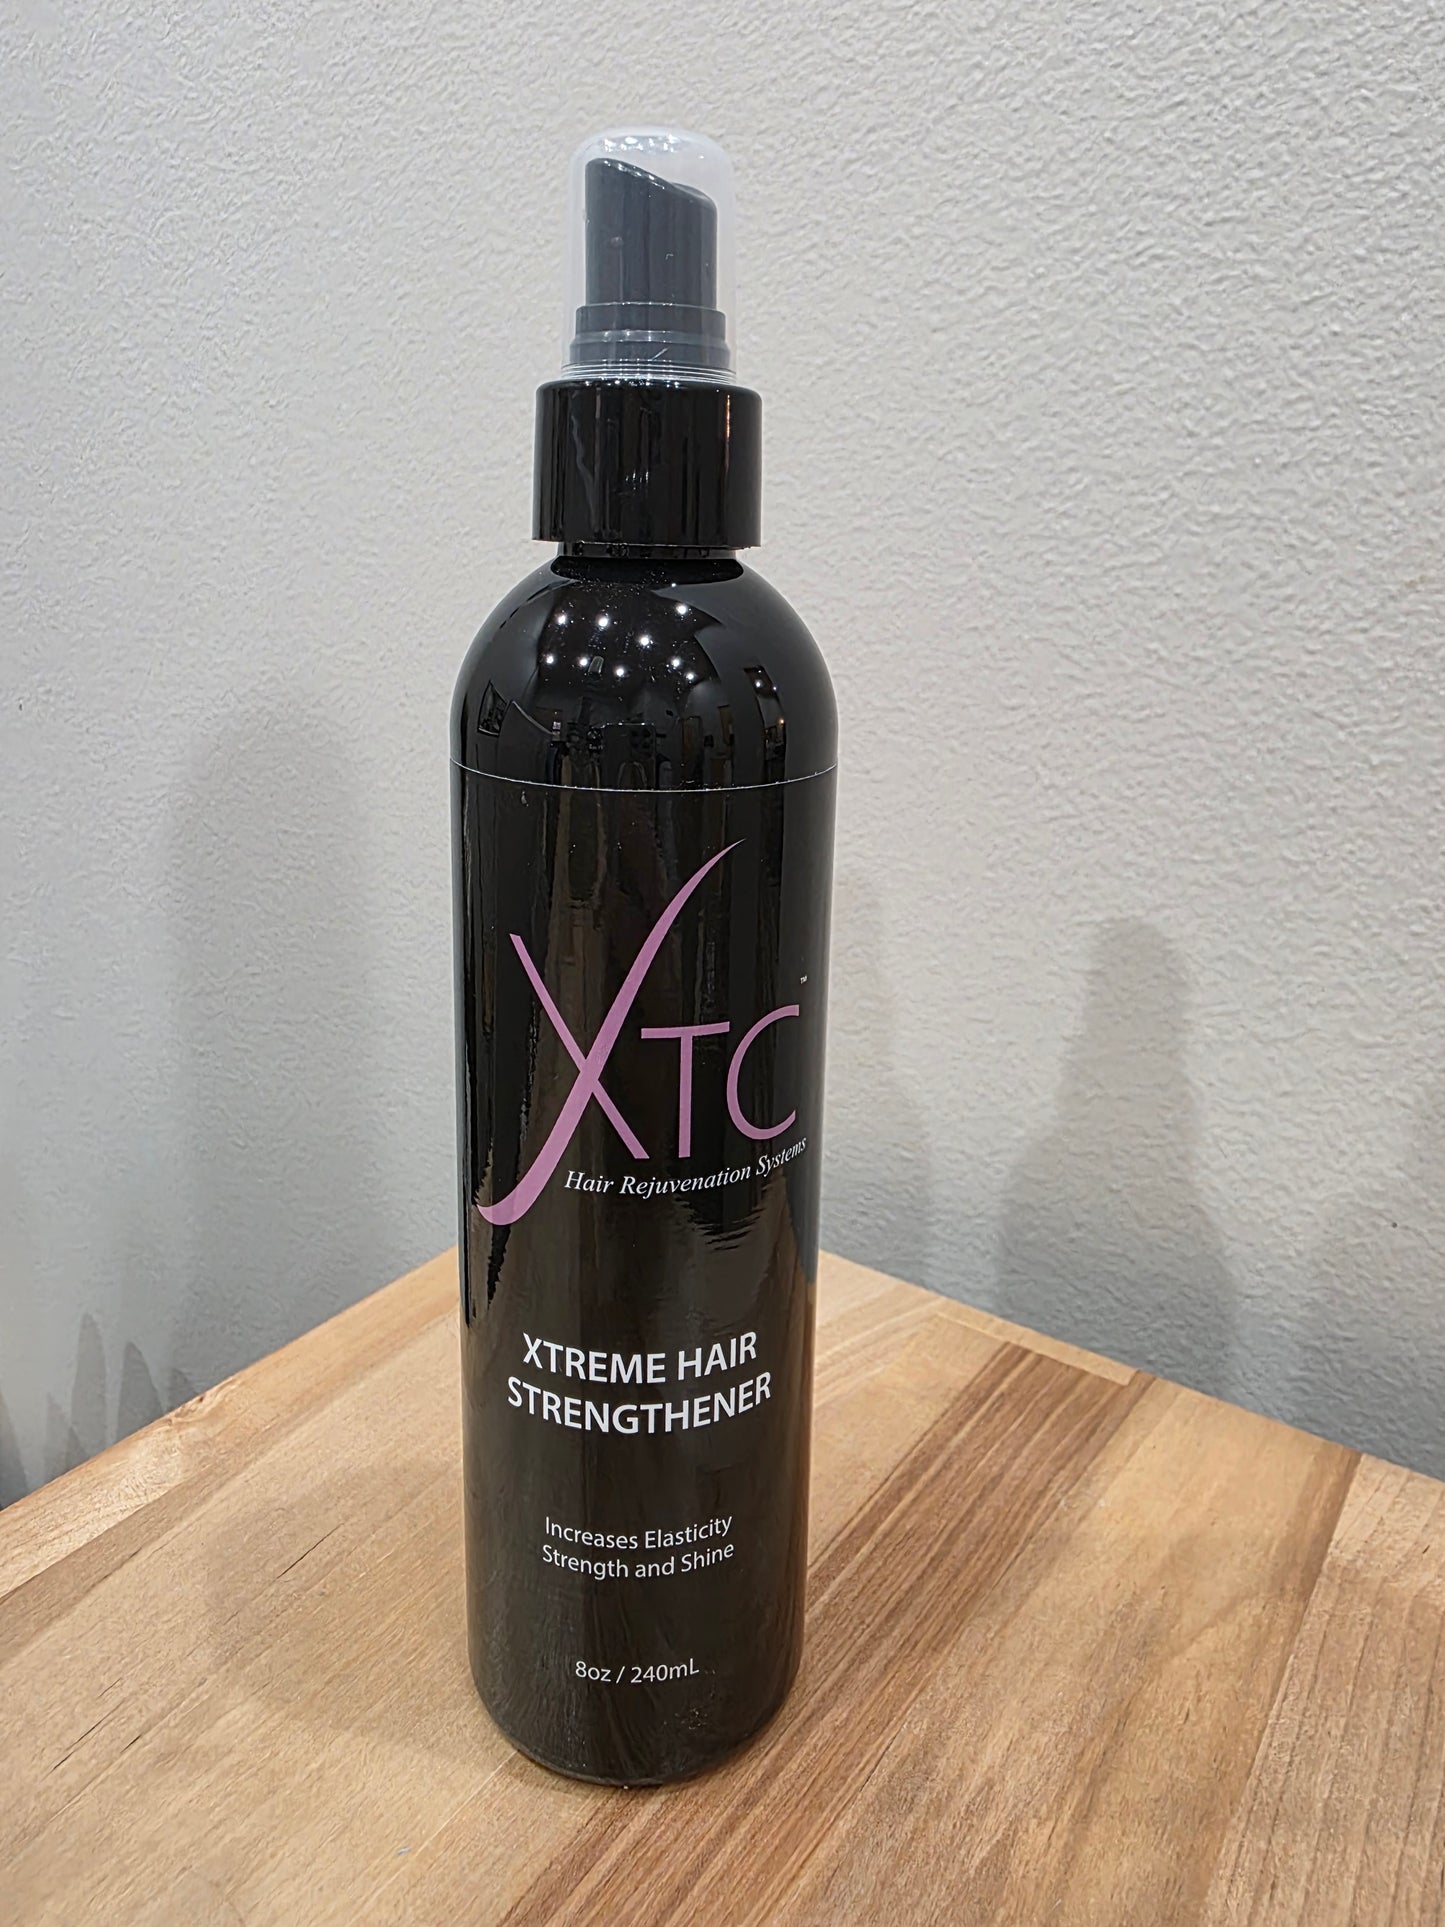 XTC™
Hair Rejuvenation Systems
XTREME HAIR
STRENGTHENER
Increases Elasticity
Strength and Shine
8oz / 240mL